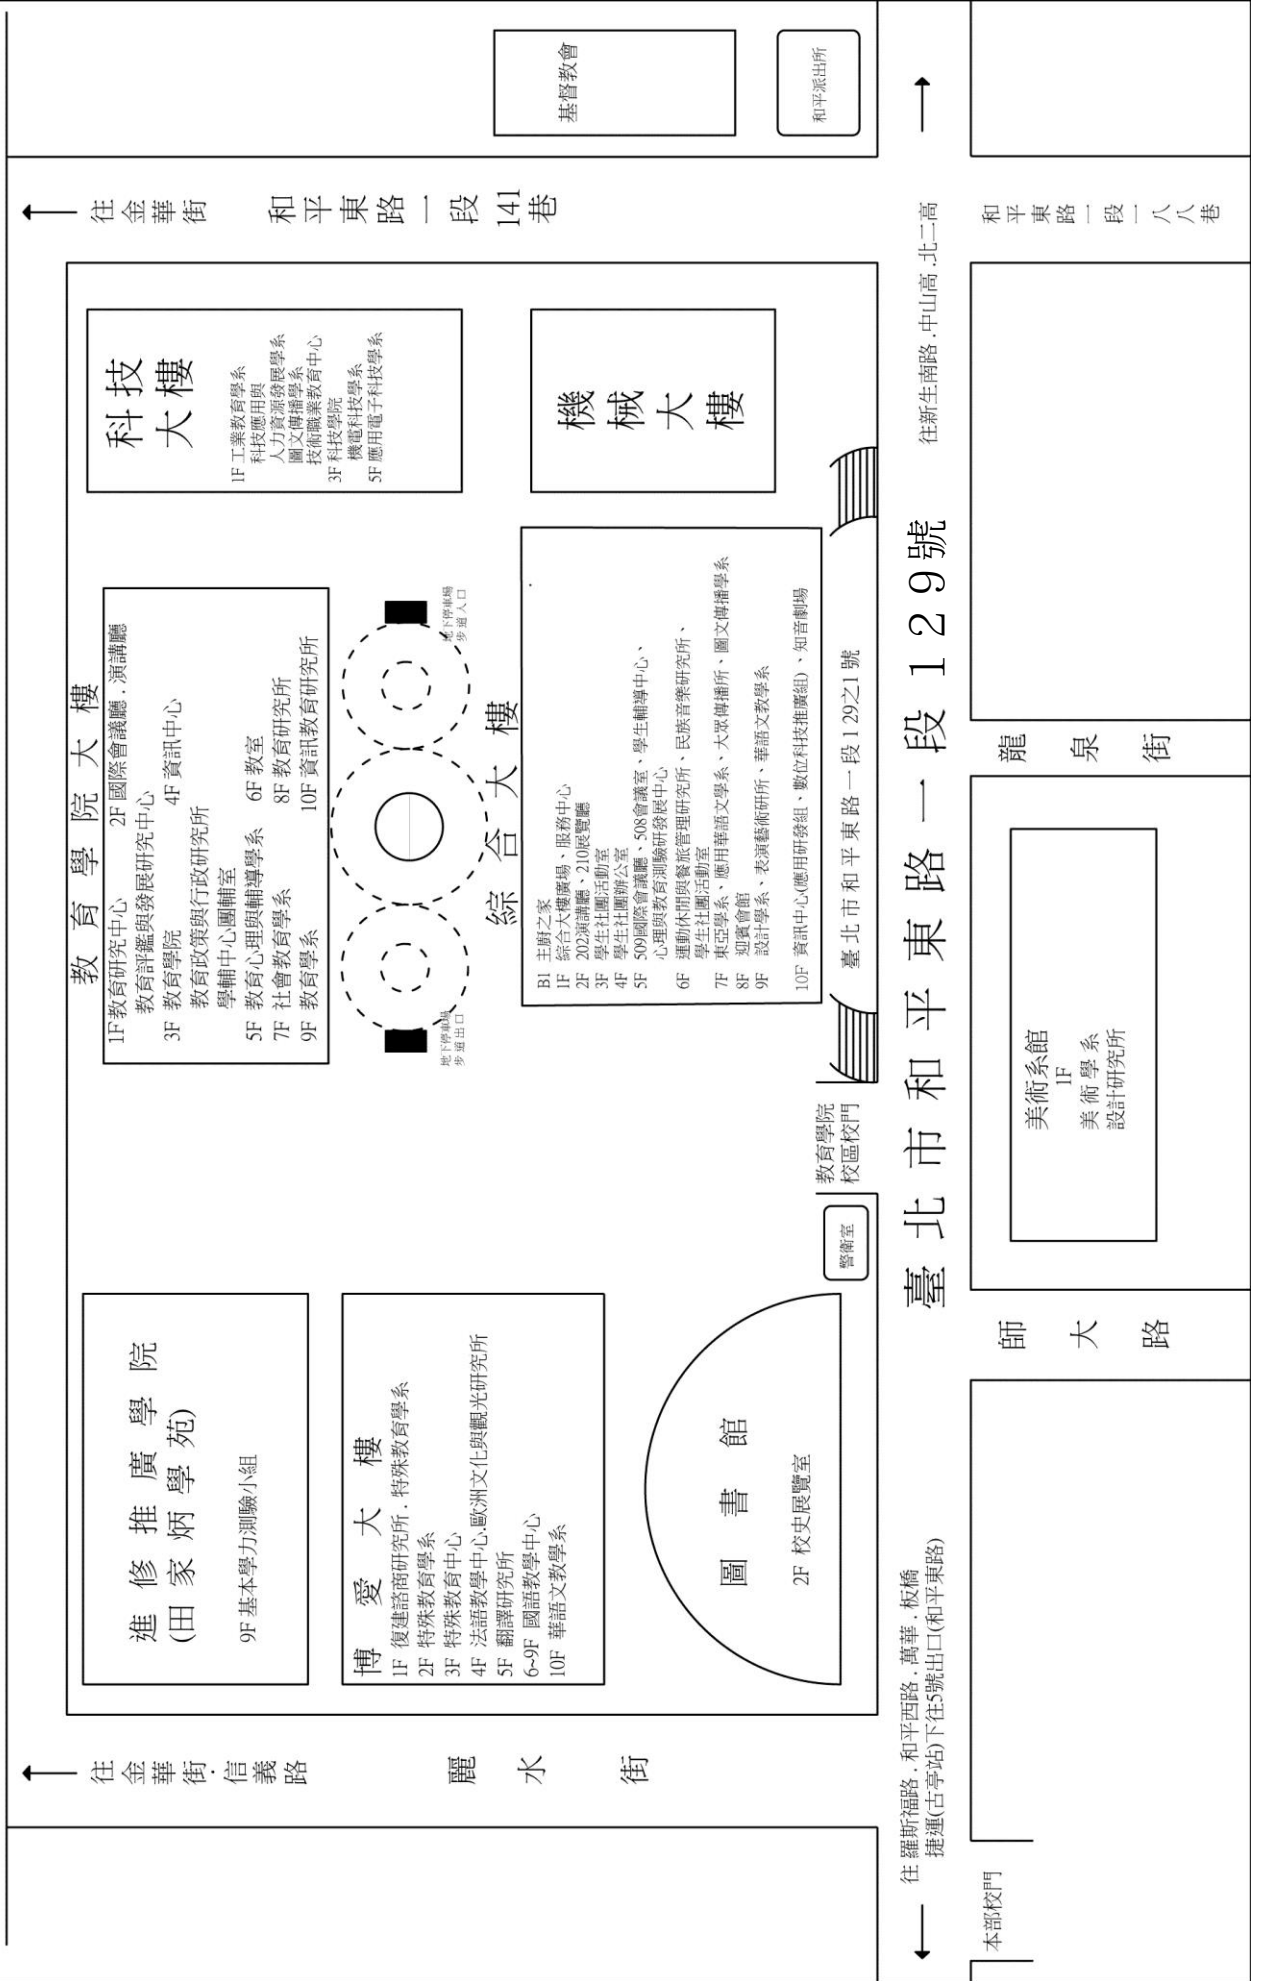 往金華街.信義路
麗水街
進修推廣學院
(田家炳學苑)
9F 基本學力測驗小組
博愛大樓
1F 復建諮商研究所 . 特殊教育學系
2F 特殊教育學系
3F 特殊教育中心
4F 法語教學中心.歐洲文化與觀光研究所
5F 翻譯研究所
6~9F 國語教學中心
10F 華語文教學系
圖書館
2F 校史展覽室
警衛室
教育學院
校區校門
教育學院大樓
1F教育研究中心 2F 國際會議廳 . 演講廳
教育評鑑與發展研究中心
3F 教育學院 4F 資訊中心
教育政策與行政研究所
學輔中心團輔室
5F 教育心理與輔導學系 6F 教室
7F 社會教育學系 8F 教育研究所
9F 教育學系 10F 資訊教育研究所
地下停車場
步道出口
地下停車場
步道入口
綜合大樓
B1 主廚之家
1F 綜合大樓廣場、服務中心
2F 202演講廳、210展覽廳
3F 學生社團活動室
4F 學生社團辦公室
5F 509國際會議廳、508會議室、學生輔導中心、
心理與教育測驗研發展中心
6F 運動休閒與餐旅管理研究所、民族音樂研究所、
學生社團活動室
7F 東亞學系、應用華語文學系、大眾傳播所、圖文傳播學系
8F 迎賓會館
9F 設計學系、表演藝術研所、華語文教學系
10F 資訊中心(應用研發組、數位科技推廣組)、知音劇場
臺北市和平東路一段129之1 號
科技
大樓
1F 工業教育學系
科技應用與
人力資源發展學系
圖文傳播學系
技術職業教育中心
3F 科技學院
機電科技學系
5F 應用電子科技學系
機械大樓
往金華街
和平東路一段141巷
基督教會
和平派出所
往 羅斯福路 . 和平西路 . 萬華 . 板橋
捷運(古亭站)下往5號出口(和平東路)
臺北市和平東路一段129號
往新生南路 .中山高 .北二高
本部校門
師大路
美術系館
1F
美術學系
設計研究所
龍泉街
和平東路一段一八八巷